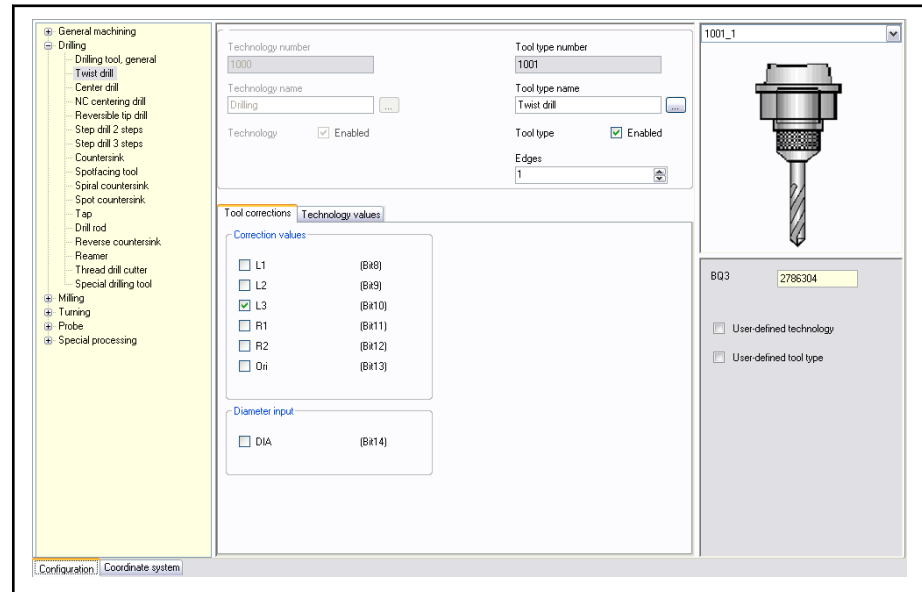 General machining
Drilling
Drilling tool, general
Twist drill
Center drill
NC centering drill
Reversible tip drill
Step drill 2 steps
Step drill 3 steps
Countersink
Spotfacing tool
Spiral countersink
Spot countersink
Tap
Drill rod
Reverse countersink
Reamer
Thread drill cutter
Special drilling tool
Milling
Turning
Probe
Special processing
Technology number
1000
Technology name
Drilling
...
Technology Enabled
Tool type number
1001
Tool type name
Twist drill
...
Tool type Enabled
Edges
1
Tool corrections Technology values
Correction values
L1 (Bit8)
L2 (Bit9)
L3 (Bit10)
R1 (Bit11)
R2 (Bit12)
Ori (Bit13)
Diameter input
DIA (Bit14)
1001_1
BQ3 2786304
User-defined technology
User-defined tool type
Configuration Coordinate system